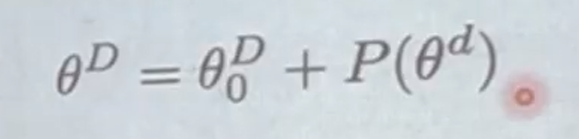 θ^D = θ_0^D + P(θ^d)